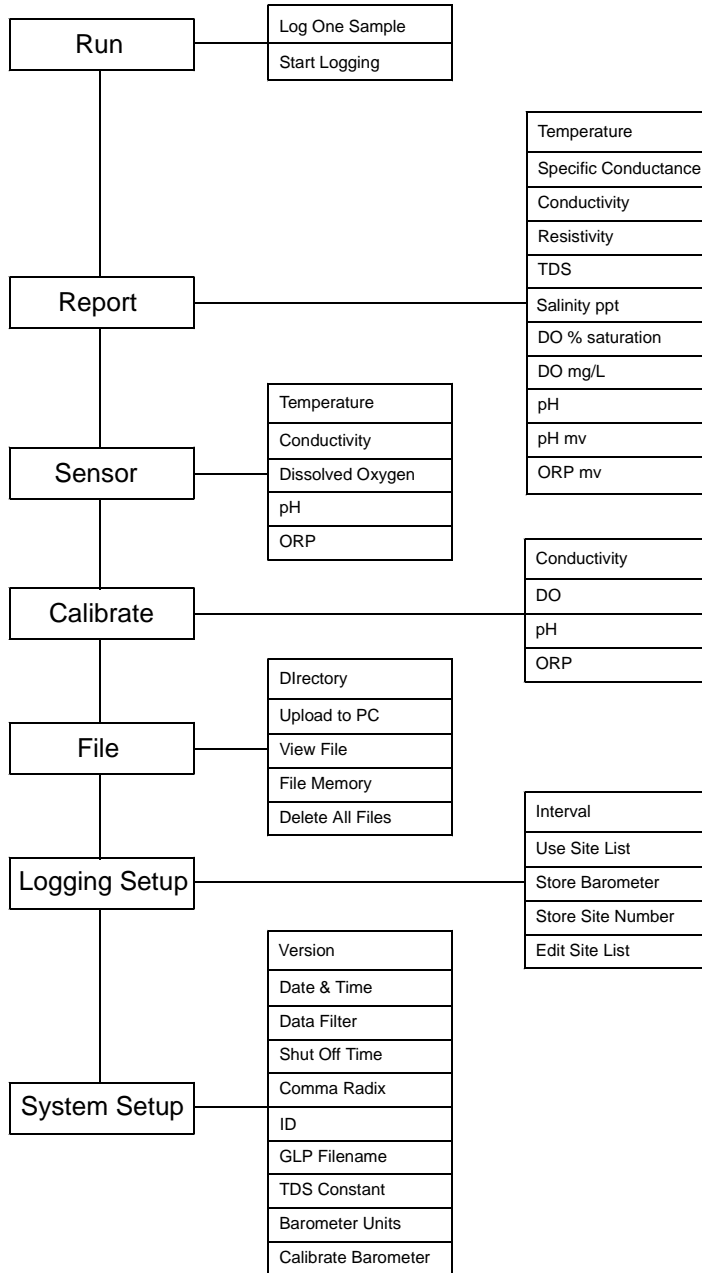 Run
Log One Sample
Start Logging
Report
Temperature
Specific Conductance
Conductivity
Resistivity
TDS
Salinity ppt
DO % saturation
DO mg/L
pH
pH mv
ORP mv
Sensor
Temperature
Conductivity
Dissolved Oxygen
pH
ORP
Calibrate
Conductivity
DO
pH
ORP
File
DIrectory
Upload to PC
View File
File Memory
Delete All Files
Logging Setup
Interval
Use Site List
Store Barometer
Store Site Number
Edit Site List
System Setup
Version
Date & Time
Data Filter
Shut Off Time
Comma Radix
ID
GLP Filename
TDS Constant
Barometer Units
Calibrate Barometer